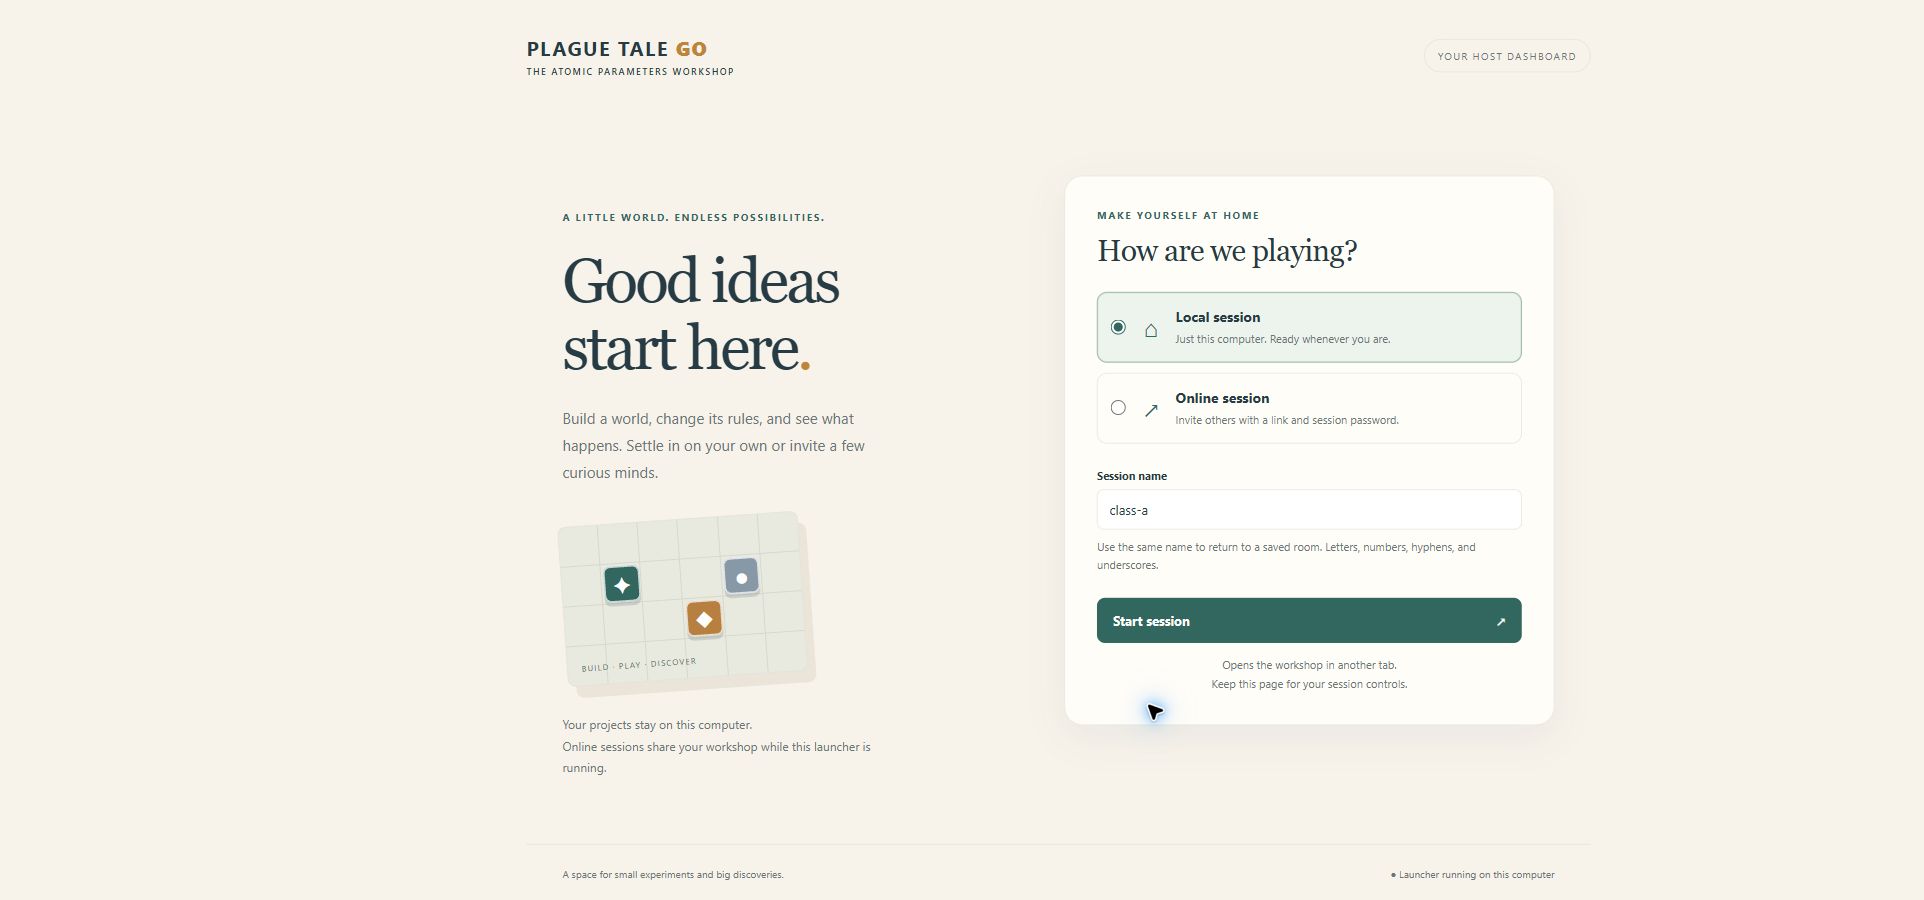 PLAGUE TALE GO
THE ATOMIC PARAMETERS WORKSHOP
YOUR HOST DASHBOARD
A LITTLE WORLD. ENDLESS POSSIBILITIES.
Good ideas
start here.
Build a world, change its rules, and see what
happens. Settle in on your own or invite a few
curious minds.
BUILD · PLAY · DISCOVER
Your projects stay on this computer.
Online sessions share your workshop while this launcher is
running.
MAKE YOURSELF AT HOME
How are we playing?
Local session
Just this computer. Ready whenever you are.
Online session
Invite others with a link and session password.
Session name
class-a
Use the same name to return to a saved room. Letters, numbers, hyphens, and
underscores.
Start session
Opens the workshop in another tab.
Keep this page for your session controls.
A space for small experiments and big discoveries.
Launcher running on this computer